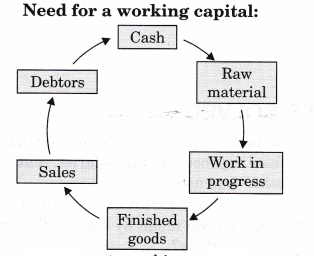 Need for a working capital:
Cash
Raw
material
Work in
progress
Finished
goods
Sales
Debtors